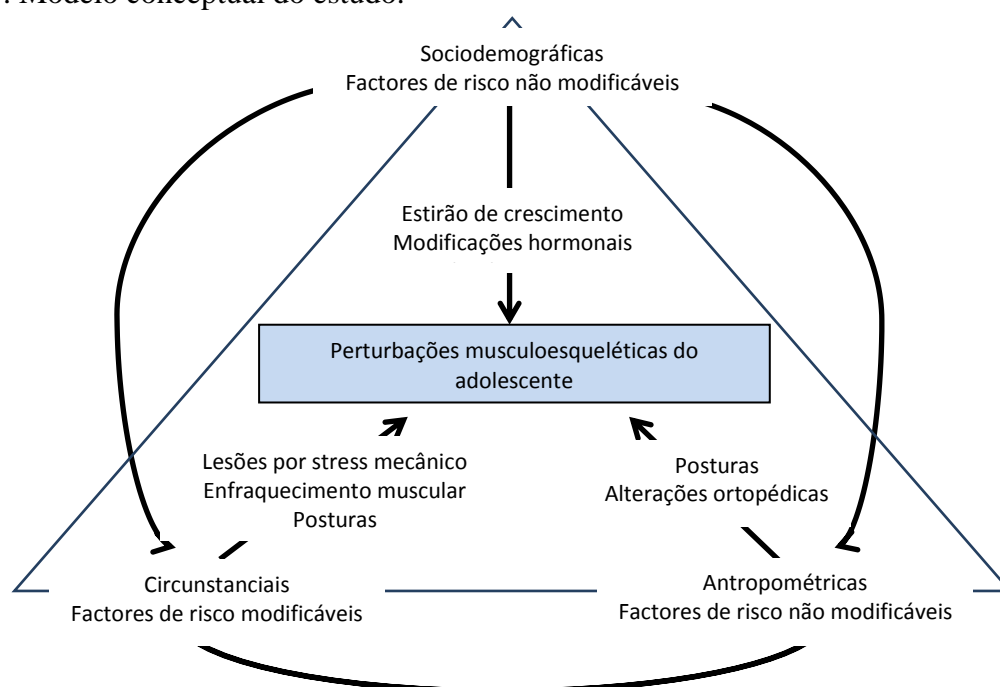 . Modelo conceptual do estudo.
Sociodemográficas
Factores de risco não modificáveis
Estirão de crescimento
Modificações hormonais
Perturbações musculoesqueléticas do
adolescente
Lesões por stress mecânico
Enfraquecimento muscular
Posturas
Posturas
Alterações ortopédicas
Circunstanciais
Factores de risco modificáveis
Antropométricas
Factores de risco não modificáveis